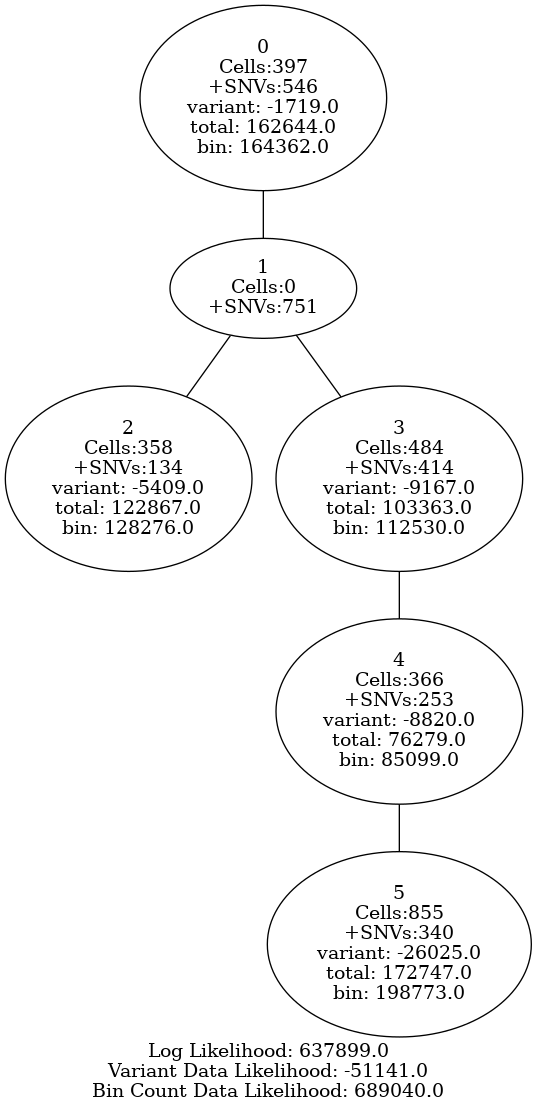 0
Cells:397
+SNVs:546
variant: -1719.0
total: 162644.0
bin: 164362.0
1
Cells:0
+SNVs:751
2
Cells:358
+SNVs:134
variant: -5409.0
total: 122867.0
bin: 128276.0
3
Cells:484
+SNVs:414
variant: -9167.0
total: 103363.0
bin: 112530.0
4
Cells:366
+SNVs:253
variant: -8820.0
total: 76279.0
bin: 85099.0
5
Cells:855
+SNVs:340
variant: -26025.0
total: 172747.0
bin: 198773.0
Log Likelihood: 637899.0
Variant Data Likelihood: -51141.0
Bin Count Data Likelihood: 689040.0